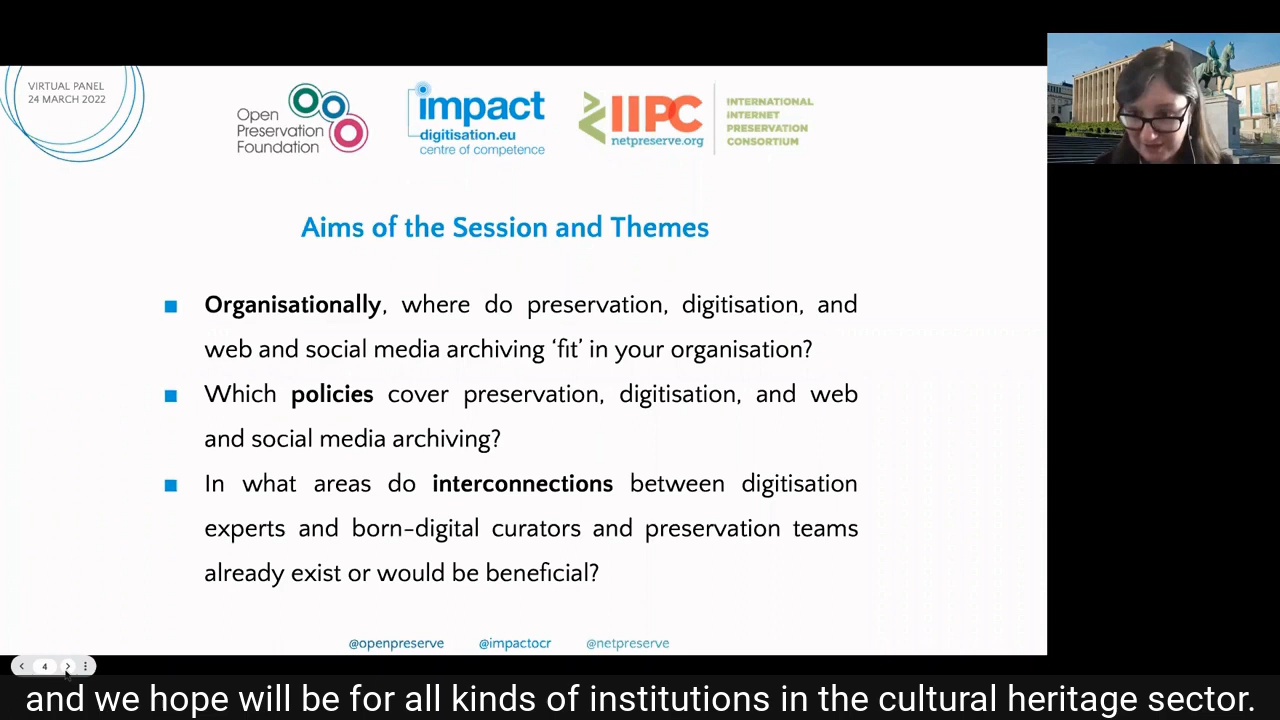 VIRTUAL PANEL
24 MARCH 2022
Open
Preservation
Foundation
impact
digitisation.eu
centre of competence
IIPC
netpreserve.org
INTERNATIONAL
INTERNET
PRESERVATION
CONSORTIUM
Aims of the Session and Themes
Organisationally, where do preservation, digitisation, and
web and social media archiving ‘fit’ in your organisation?
Which policies cover preservation, digitisation, and web
and social media archiving?
In what areas do interconnections between digitisation
experts and born-digital curators and preservation teams
already exist or would be beneficial?
@openpreserve @impactocr @netpreserve
4
and we hope will be for all kinds of institutions in the cultural heritage sector.